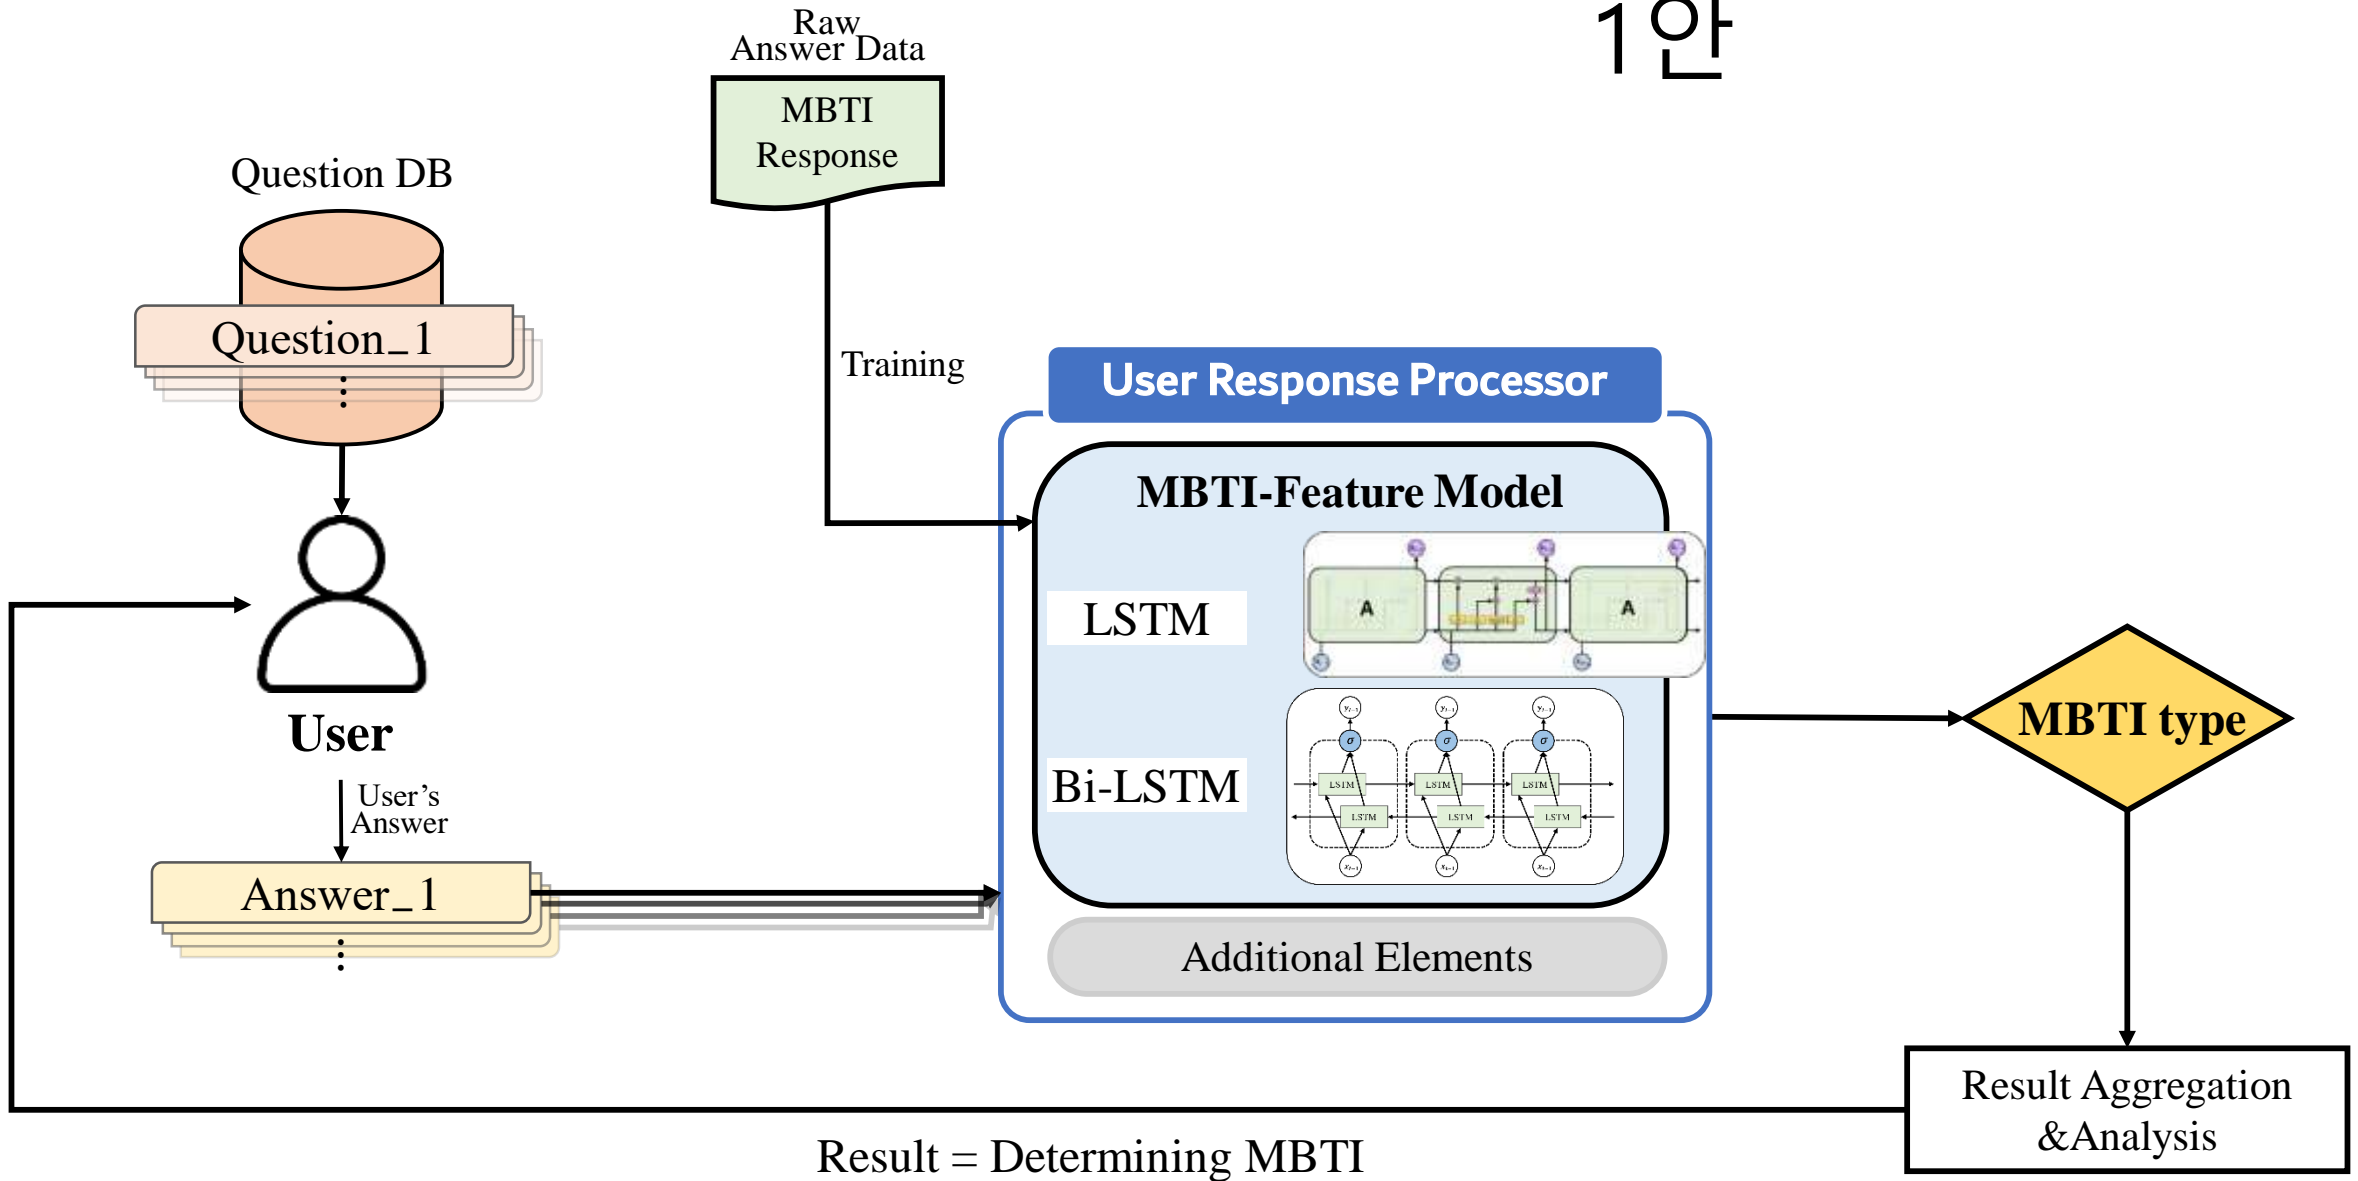 1안
Raw
Answer Data
MBTI
Response
Question DB
Question_1
Training
User Response Processor
MBTI-Feature Model
LSTM
A
A
Bi-LSTM
σ
σ
σ
LSTM
LSTM
LSTM
LSTM
LSTM
LSTM
User
User’s
Answer
Answer_1
Additional Elements
MBTI type
Result Aggregation
&Analysis
Result = Determining MBTI